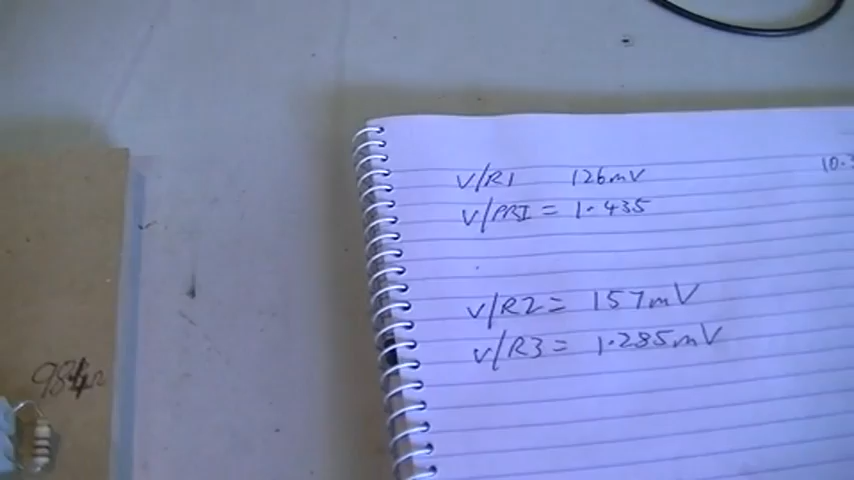 V/R1 126mV
V/PRI = 1.435
V/R2 = 157mV
V/R3 = 1.285mV